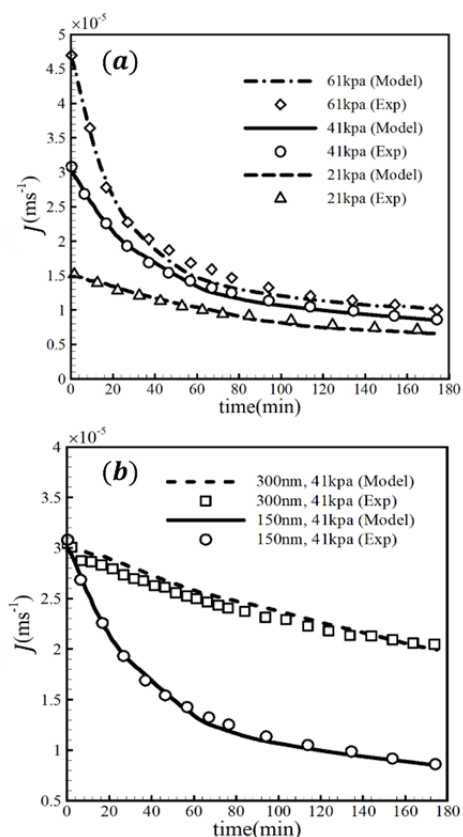 ×10⁻⁵
5
4.5
4
3.5
3
2.5
2
1.5
1
0.5
0
J(ms⁻¹)
(a)
61kpa (Model)
61kpa (Exp)
41kpa (Model)
41kpa (Exp)
21kpa (Model)
21kpa (Exp)
0 20 40 60 80 100 120 140 160 180
time(min)
×10⁻⁵
4
3.5
3
2.5
2
1.5
1
0.5
J(ms⁻¹)
(b)
300nm, 41kpa (Model)
300nm, 41kpa (Exp)
150nm, 41kpa (Model)
150nm, 41kpa (Exp)
0 20 40 60 80 100 120 140 160 180
time(min)